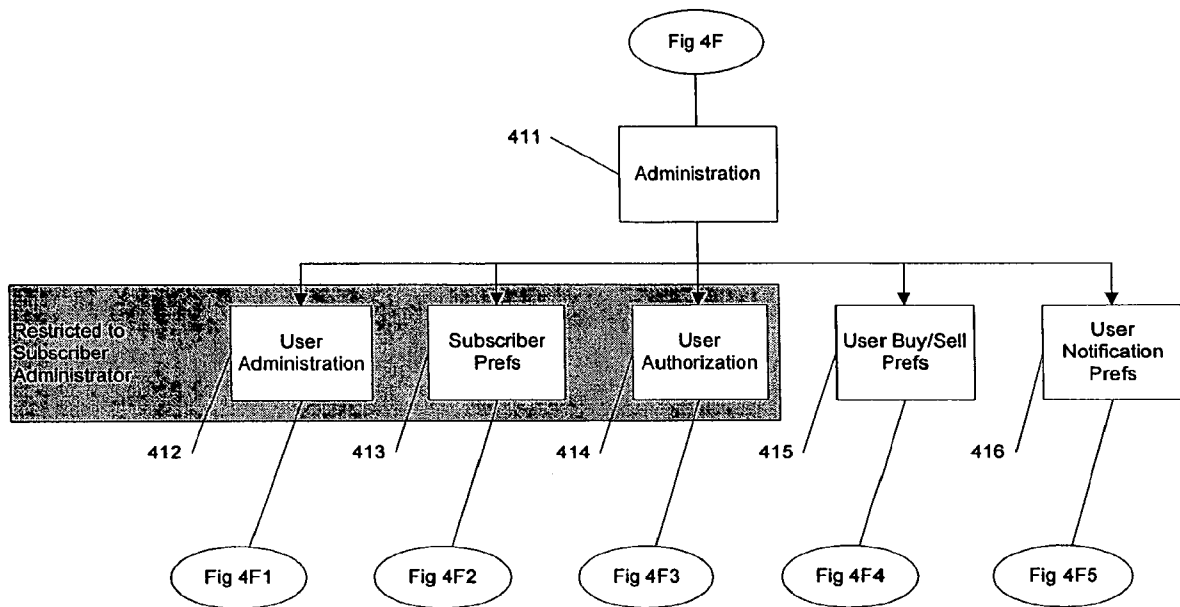 Fig 4F
411
Administration
Restricted to
Subscriber
Administrator
User
Administration
Subscriber
Prefs
User
Authorization
User Buy/Sell
Prefs
User
Notification
Prefs
412
413
414
415
416
Fig 4F1
Fig 4F2
Fig 4F3
Fig 4F4
Fig 4F5